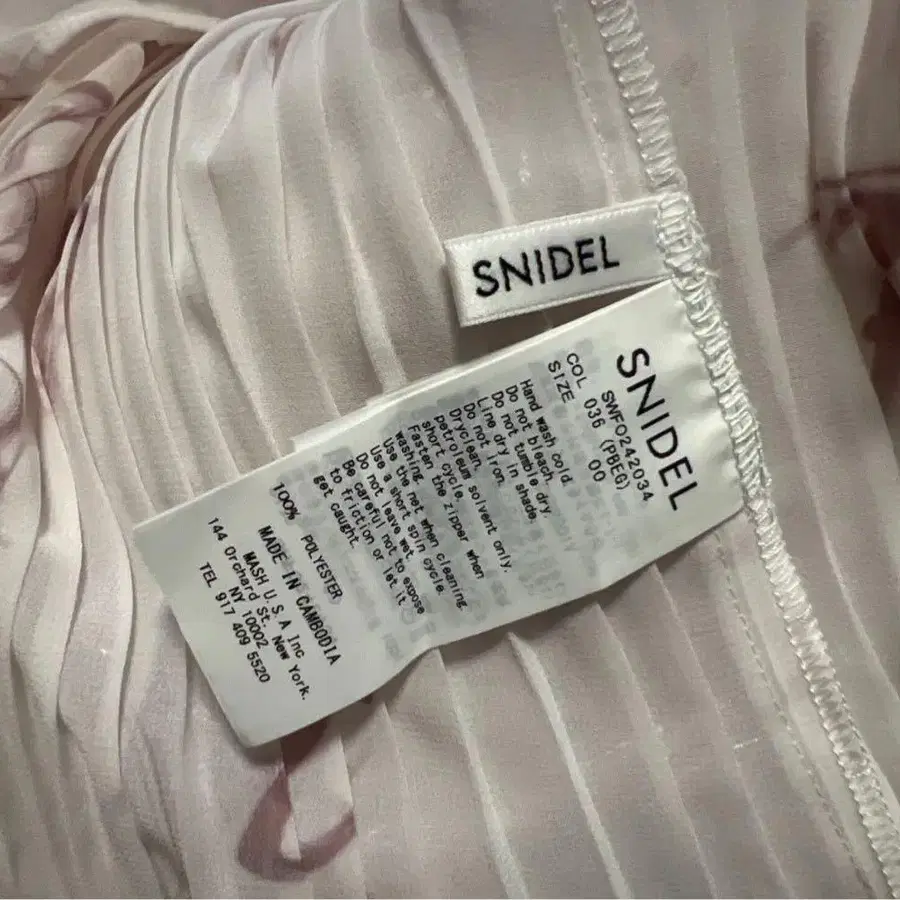 SNIDEL
SNIDEL
SWFO242034
COL 036 (PBEG)
SIZE 00
Hand wash cold
Do not bleach.
Do not tumble dry.
Line dry in shade.
Do not iron.
Dryclean.
petroleum solvent only.
short cycle.
Fasten the zipper when
washing
Use the net when cleaning
Use a short spin cycle.
Do not leave wet.
Be careful not to expose
to friction or let it
get caught.
100% POLYESTER
MADE IN CAMBODIA
MASH U.S.A Inc
144 Orchard St. New York.
NY 10002
TEL 917 409 5520